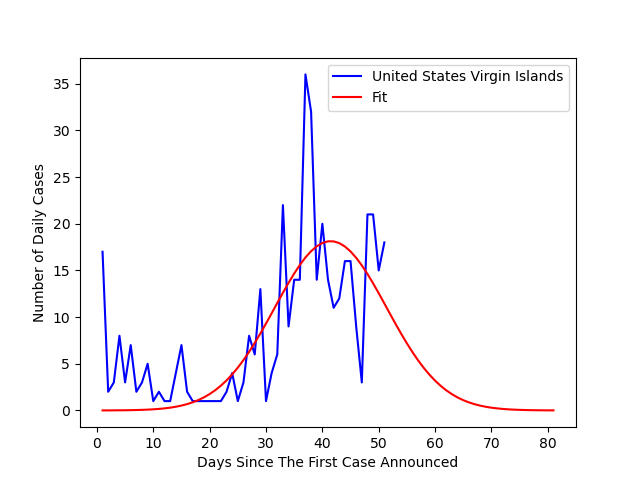 United States Virgin Islands
Fit
35
30
25
20
15
10
5
0
Number of Daily Cases
0 10 20 30 40 50 60 70 80
Days Since The First Case Announced